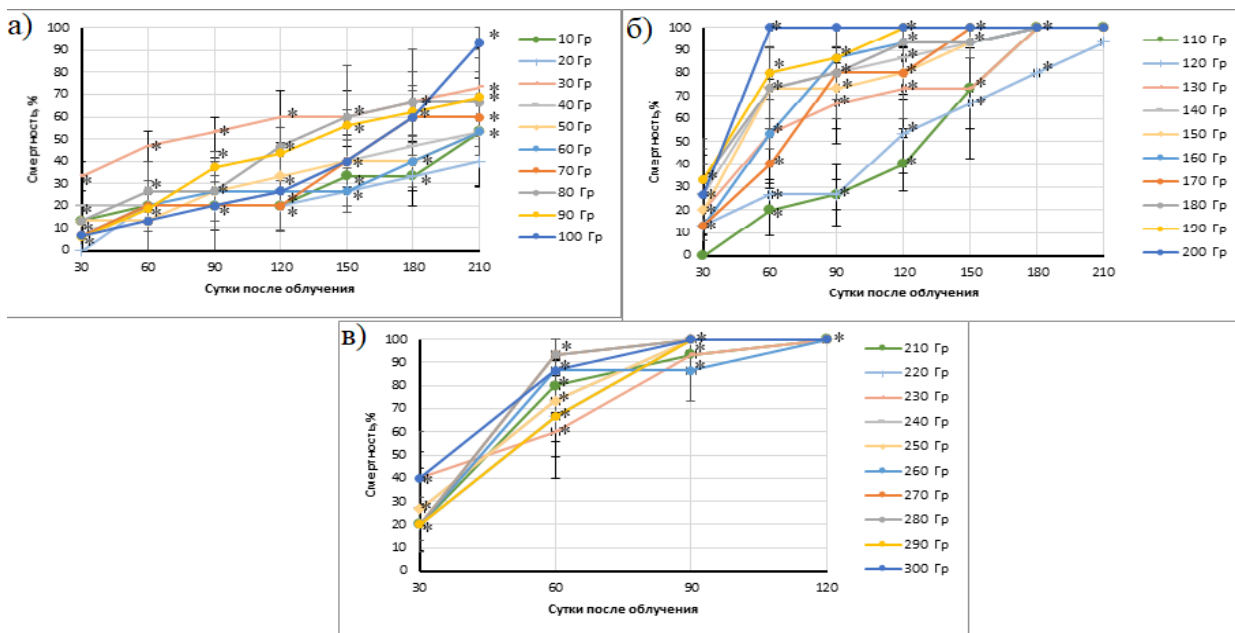 а)
Смертность,%
100
90
80
70
60
50
40
30
20
10
0
30 60 90 120 150 180 210
Сутки после облучения
10 Гр
20 Гр
30 Гр
40 Гр
50 Гр
60 Гр
70 Гр
80 Гр
90 Гр
100 Гр
б)
Смертность,%
100
90
80
70
60
50
40
30
20
10
0
30 60 90 120 150 180 210
Сутки после облучения
110 Гр
120 Гр
130 Гр
140 Гр
150 Гр
160 Гр
170 Гр
180 Гр
190 Гр
200 Гр
в)
Смертность,%
100
90
80
70
60
50
40
30
20
10
0
30 60 90 120
Сутки после облучения
210 Гр
220 Гр
230 Гр
240 Гр
250 Гр
260 Гр
270 Гр
280 Гр
290 Гр
300 Гр